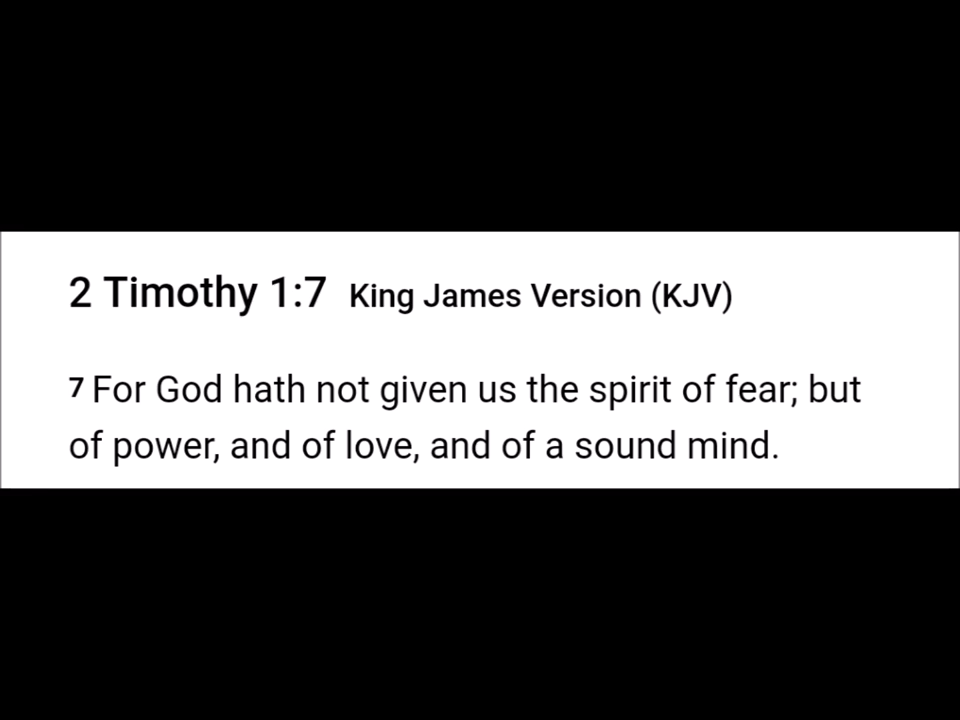 2 Timothy 1:7 King James Version (KJV)
7 For God hath not given us the spirit of fear; but
of power, and of love, and of a sound mind.